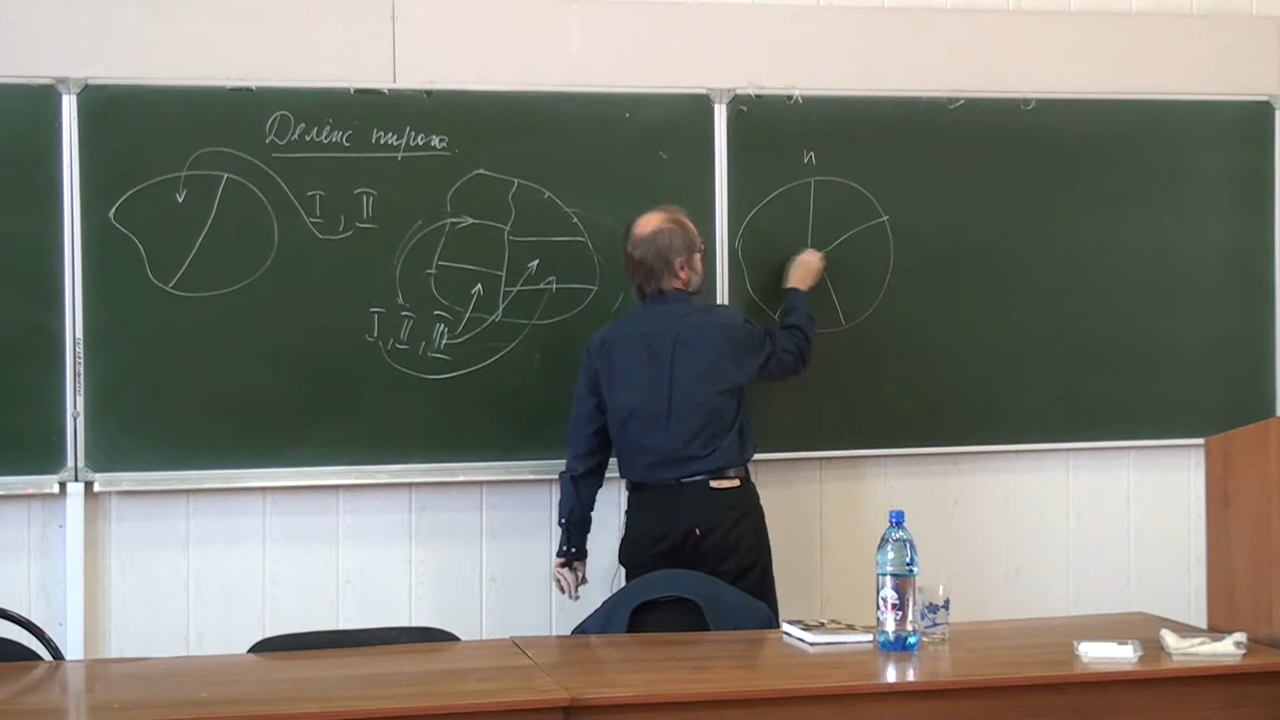 Делёж пирога
I, II
I, II, III
n